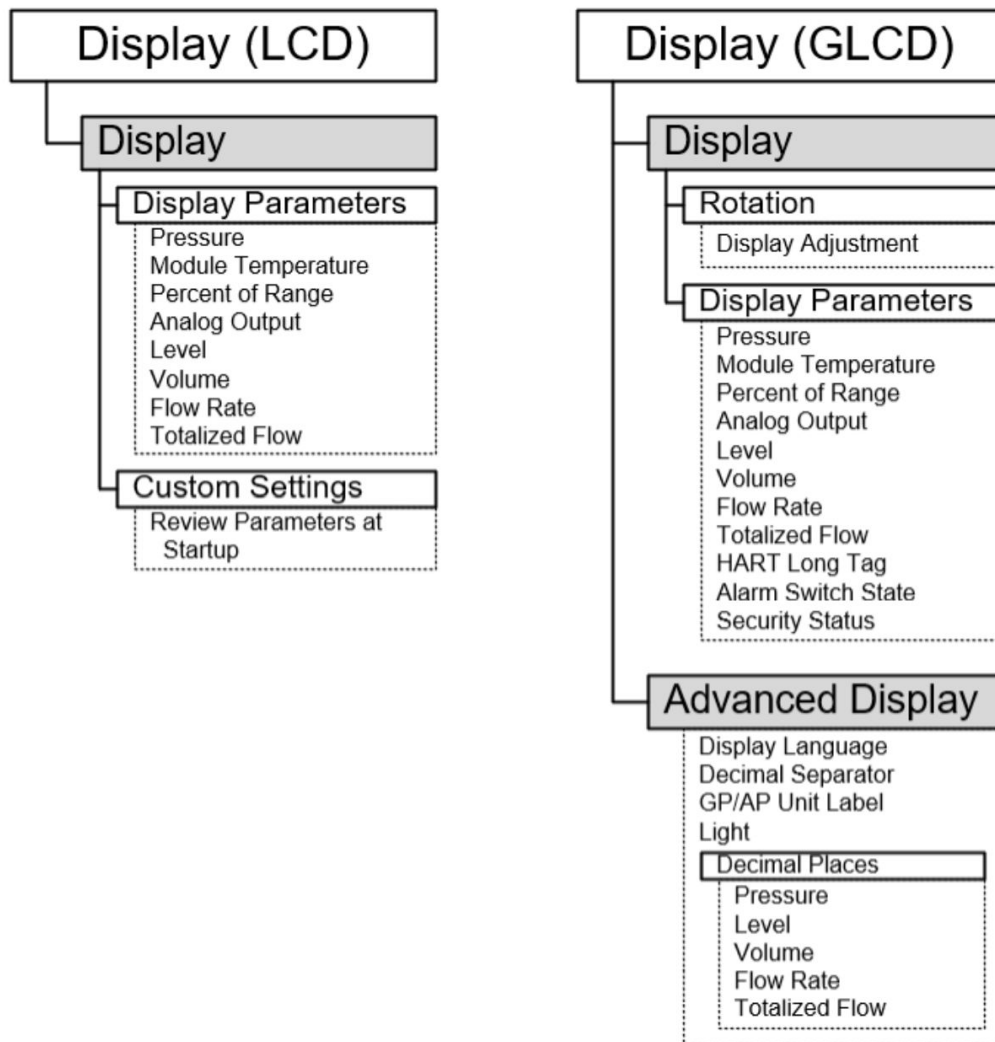 Display (LCD)
Display
Display Parameters
Pressure
Module Temperature
Percent of Range
Analog Output
Level
Volume
Flow Rate
Totalized Flow
Custom Settings
Review Parameters at
Startup
Display (GLCD)
Display
Rotation
Display Adjustment
Display Parameters
Pressure
Module Temperature
Percent of Range
Analog Output
Level
Volume
Flow Rate
Totalized Flow
HART Long Tag
Alarm Switch State
Security Status
Advanced Display
Display Language
Decimal Separator
GP/AP Unit Label
Light
Decimal Places
Pressure
Level
Volume
Flow Rate
Totalized Flow